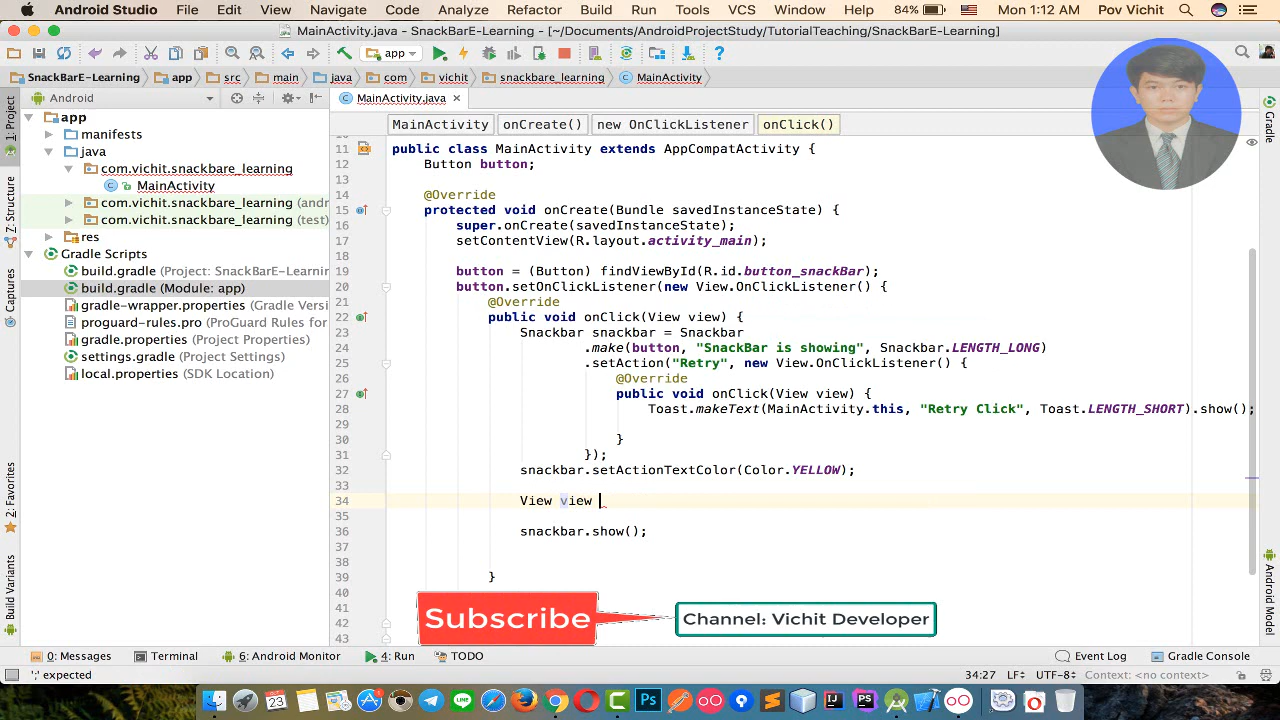 Android Studio File Edit View Navigate Code Analyze Refactor Build Run Tools VCS Window Help 84% Mon 1:12 AM Pov Vichit
MainActivity.java - SnackBarE-Learning - [~/Documents/AndroidProjectStudy/TutorialTeaching/SnackBarE-Learning]
app
SnackBarE-Learning app src main java com vichit snackbare_learning MainActivity
Android MainActivity.java
MainActivity onCreate() new OnClickListener onClick()
1: Project
Z: Structure
Captures
2: Favorites
Build Variants
app
manifests
java
com.vichit.snackbare_learning
MainActivity
com.vichit.snackbare_learning (andr
com.vichit.snackbare_learning (test)
res
Gradle Scripts
build.gradle (Project: SnackBarE-Learnin
build.gradle (Module: app)
gradle-wrapper.properties (Gradle Versi
proguard-rules.pro (ProGuard Rules for
gradle.properties (Project Properties)
settings.gradle (Project Settings)
local.properties (SDK Location)
11 public class MainActivity extends AppCompatActivity {
12 Button button;
13
14 @Override
15 protected void onCreate(Bundle savedInstanceState) {
16 super.onCreate(savedInstanceState);
17 setContentView(R.layout.activity_main);
18
19 button = (Button) findViewById(R.id.button_snackBar);
20 button.setOnClickListener(new View.OnClickListener() {
21 @Override
22 public void onClick(View view) {
23 Snackbar snackbar = Snackbar
24 .make(button, "SnackBar is showing", Snackbar.LENGTH_LONG)
25 .setAction("Retry", new View.OnClickListener() {
26 @Override
27 public void onClick(View view) {
28 Toast.makeText(MainActivity.this, "Retry Click", Toast.LENGTH_SHORT).show();
29
30 }
31 });
32 snackbar.setActionTextColor(Color.YELLOW);
33
34 View view
35
36 snackbar.show();
37
38
39 }
40
41
42
43
Gradle
Android Model
Subscribe
Channel: Vichit Developer
0: Messages Terminal 6: Android Monitor 4: Run TODO Event Log Gradle Console
';' expected 34:27 LF÷ UTF-8÷ Context: <no context>